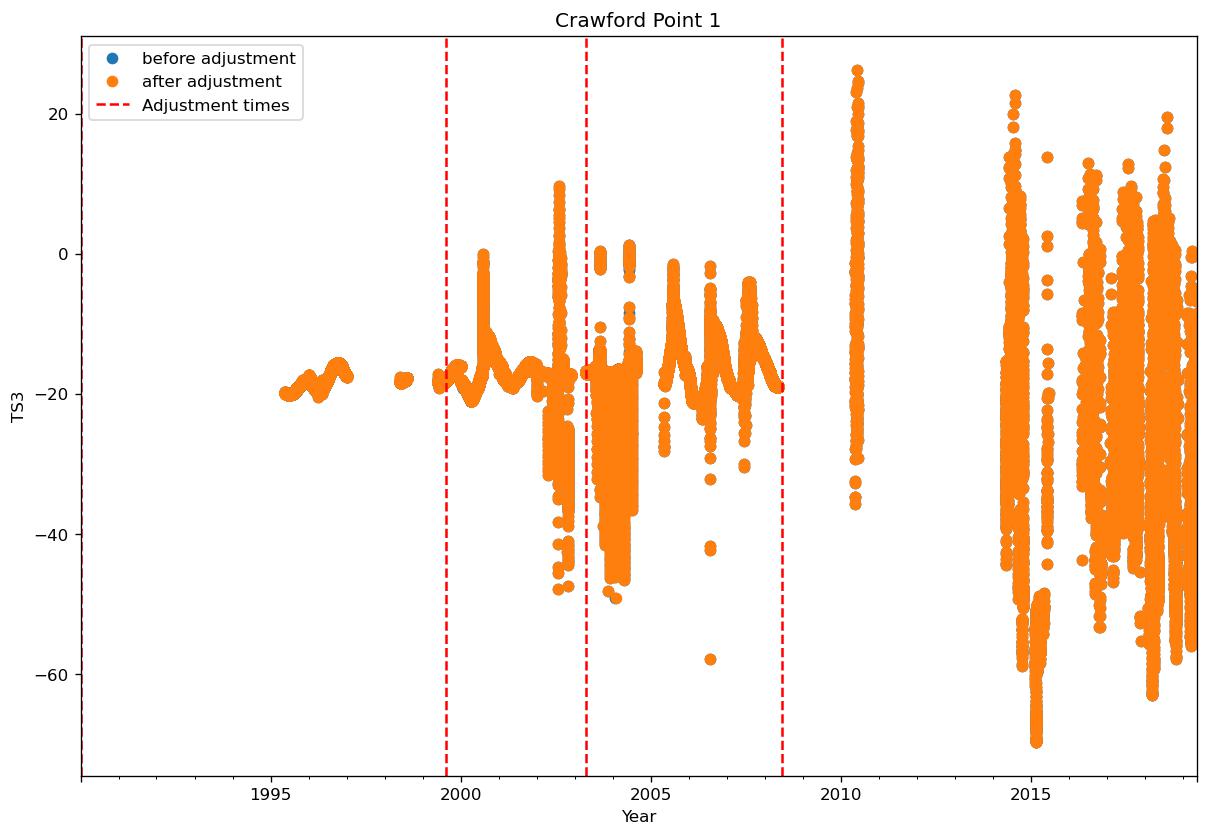 Crawford Point 1
before adjustment
after adjustment
Adjustment times
20
0
−20
−40
−60
TS3
1995
2000
2005
2010
2015
Year